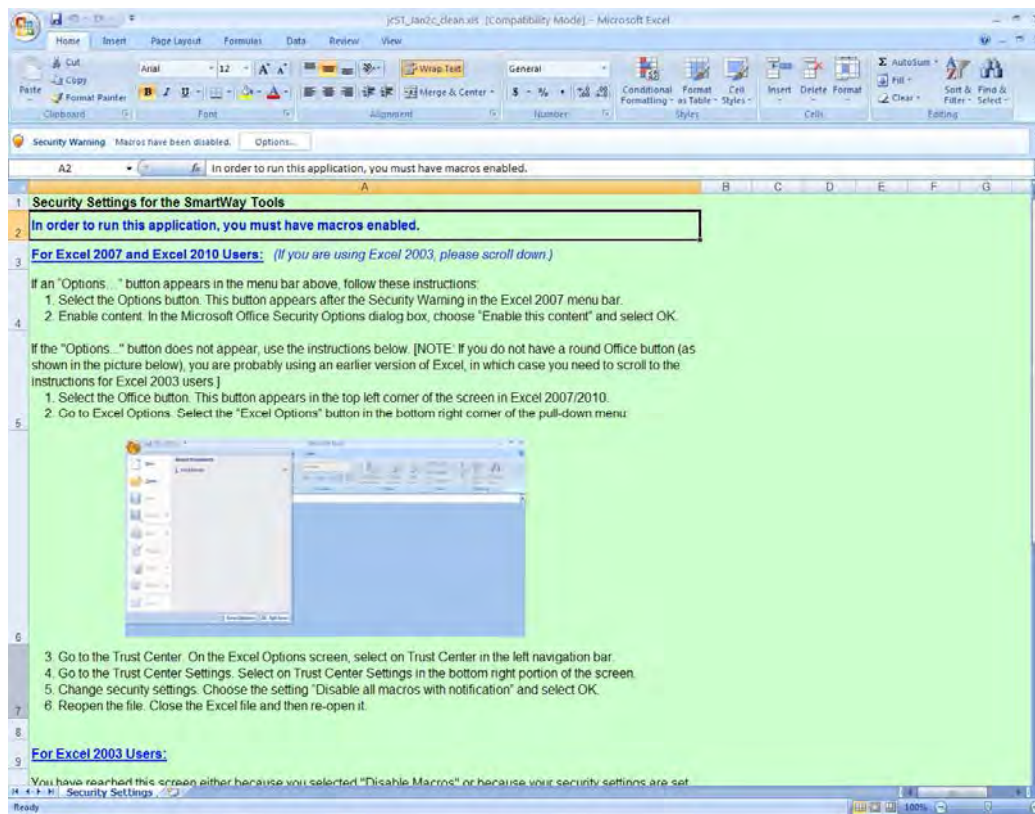 jcST_Jan2c_clean.xls [Compatibility Mode] - Microsoft Excel
Home Insert Page Layout Formulas Data Review View
Paste
Cut
Copy
Format Painter
Clipboard
Arial 12
B I U
Font
Wrap Text
Merge & Center
Alignment
General
$ % ,
Number
Conditional Formatting
Format as Table
Cell Styles
Styles
Insert Delete Format
Cells
Σ AutoSum
Fill
Clear
Sort & Filter
Find & Select
Editing
Security Warning Macros have been disabled. Options...
A2 fx In order to run this application, you must have macros enabled.
A B C D E F G
1 Security Settings for the SmartWay Tools
2 In order to run this application, you must have macros enabled.
3 For Excel 2007 and Excel 2010 Users: (If you are using Excel 2003, please scroll down.)
If an "Options..." button appears in the menu bar above, follow these instructions:
1. Select the Options button. This button appears after the Security Warning in the Excel 2007 menu bar.
4 2. Enable content. In the Microsoft Office Security Options dialog box, choose "Enable this content" and select OK.
If the "Options..." button does not appear, use the instructions below. [NOTE: If you do not have a round Office button (as
shown in the picture below), you are probably using an earlier version of Excel, in which case you need to scroll to the
instructions for Excel 2003 users.]
1. Select the Office button. This button appears in the top left corner of the screen in Excel 2007/2010.
2. Go to Excel Options. Select the "Excel Options" button in the bottom right corner of the pull-down menu:
5
6
3. Go to the Trust Center. On the Excel Options screen, select on Trust Center in the left navigation bar.
4. Go to the Trust Center Settings. Select on Trust Center Settings in the bottom right portion of the screen.
5. Change security settings. Choose the setting "Disable all macros with notification" and select OK.
7 6. Reopen the file. Close the Excel file and then re-open it.
8
9 For Excel 2003 Users:
You have reached this screen either because you selected "Disable Macros" or because your security settings are set
Security Settings
Ready 100%